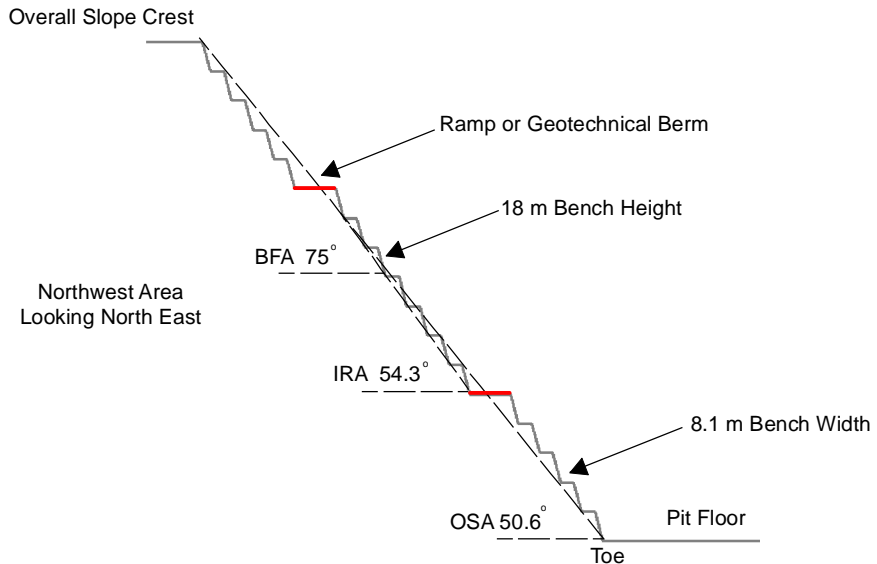 Overall Slope Crest
Ramp or Geotechnical Berm
18 m Bench Height
BFA 75°
Northwest Area
Looking North East
IRA 54.3°
8.1 m Bench Width
OSA 50.6°
Pit Floor
Toe